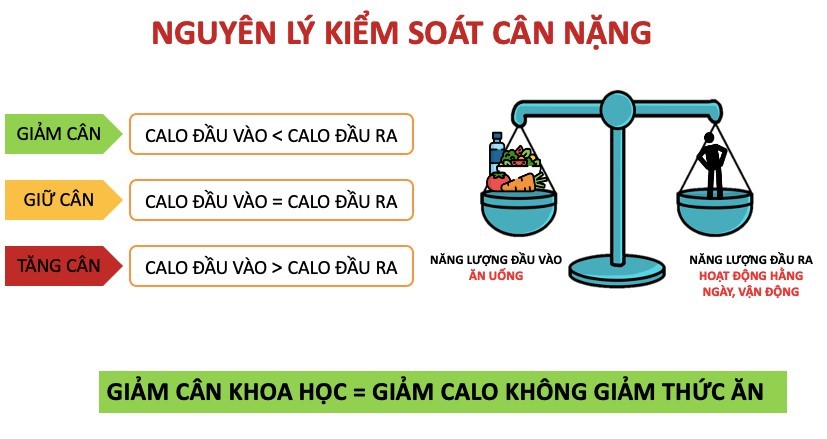 NGUYÊN LÝ KIỂM SOÁT CÂN NẶNG
GIẢM CÂN
CALO ĐẦU VÀO < CALO ĐẦU RA
GIỮ CÂN
CALO ĐẦU VÀO = CALO ĐẦU RA
TĂNG CÂN
CALO ĐẦU VÀO > CALO ĐẦU RA
NĂNG LƯỢNG ĐẦU VÀO
ĂN UỐNG
NĂNG LƯỢNG ĐẦU RA
HOẠT ĐỘNG HẰNG
NGÀY, VẬN ĐỘNG
GIẢM CÂN KHOA HỌC = GIẢM CALO KHÔNG GIẢM THỨC ĂN